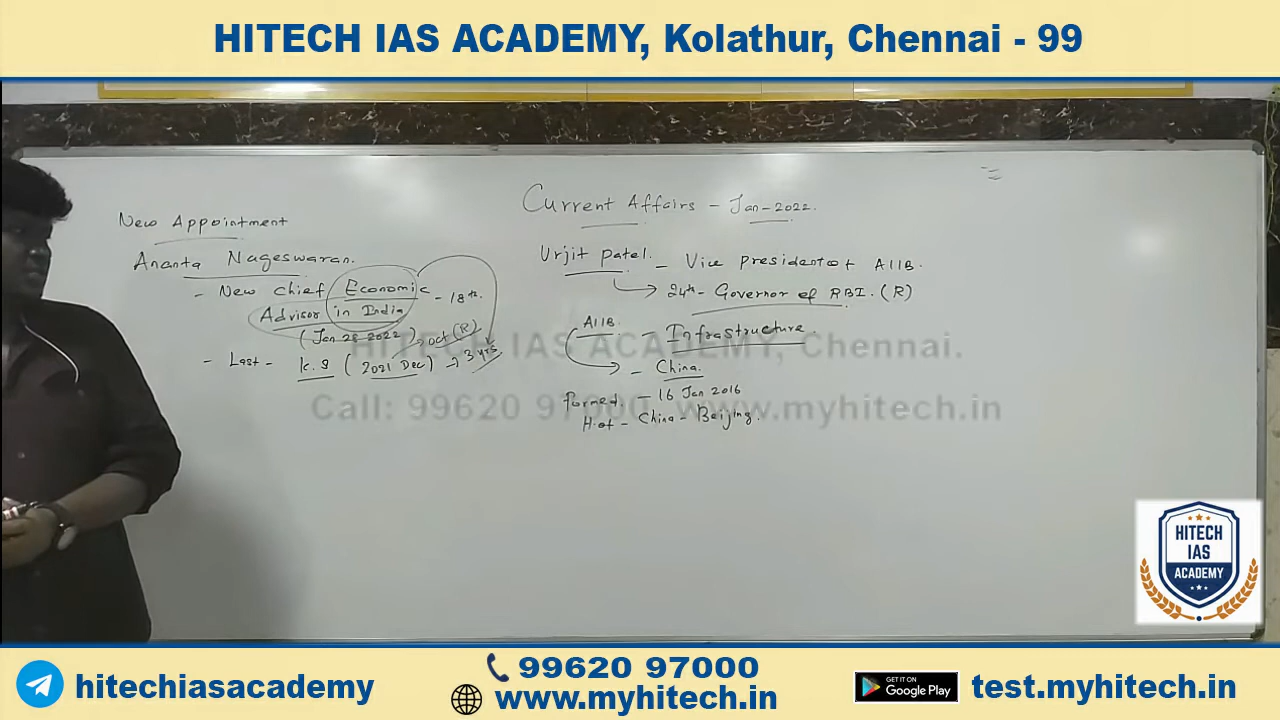 HITECH IAS ACADEMY, Kolathur, Chennai - 99
Current Affairs - Jan-2022.
New Appointment
Ananta Nageswaran.
- New Chief Economic - 18th.
Advisor in India
(Jan 28 2022) Oct (R)
- Last - K.S (2021 Dec) → 3 yrs
Urjit Patel. - Vice president of AIIB.
→ 24th - Governor of RBI. (R)
AIIB. - Infrastructure.
- China.
formed. - 16 Jan 2016
H.of - China - Beijing.
HITECH IAS ACADEMY, Chennai.
Call: 99620 97000 www.myhitech.in
HITECH
IAS
ACADEMY
hitechiasacademy
99620 97000
www.myhitech.in
GET IT ON
Google Play
test.myhitech.in